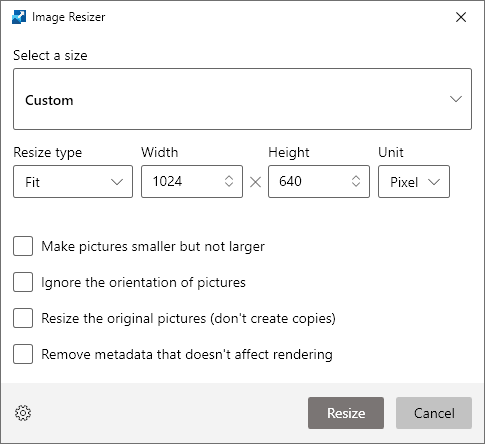 Image Resizer
Select a size
Custom
Resize type Width Height Unit
Fit 1024 × 640 Pixel
Make pictures smaller but not larger
Ignore the orientation of pictures
Resize the original pictures (don't create copies)
Remove metadata that doesn't affect rendering
Resize Cancel